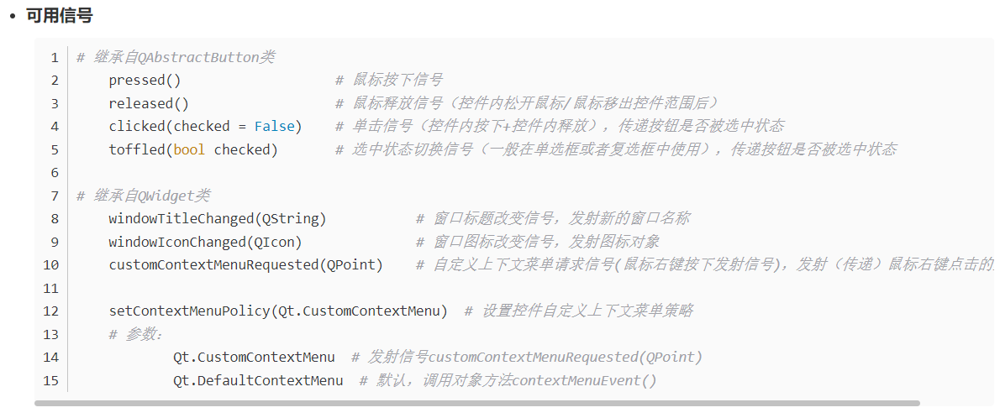 • 可用信号
1 # 继承自QAbstractButton类
2 pressed() # 鼠标按下信号
3 released() # 鼠标释放信号（控件内松开鼠标/鼠标移出控件范围后）
4 clicked(checked = False) # 单击信号（控件内按下+控件内释放），传递按钮是否被选中状态
5 toffled(bool checked) # 选中状态切换信号（一般在单选框或者复选框中使用），传递按钮是否被选中状态
6
7 # 继承自QWidget类
8 windowTitleChanged(QString) # 窗口标题改变信号，发射新的窗口名称
9 windowIconChanged(QIcon) # 窗口图标改变信号，发射图标对象
10 customContextMenuRequested(QPoint) # 自定义上下文菜单请求信号(鼠标右键按下发射信号)，发射（传递）鼠标右键点击的
11
12 setContextMenuPolicy(Qt.CustomContextMenu) # 设置控件自定义上下文菜单策略
13 # 参数：
14 Qt.CustomContextMenu # 发射信号customContextMenuRequested(QPoint)
15 Qt.DefaultContextMenu # 默认，调用对象方法contextMenuEvent()